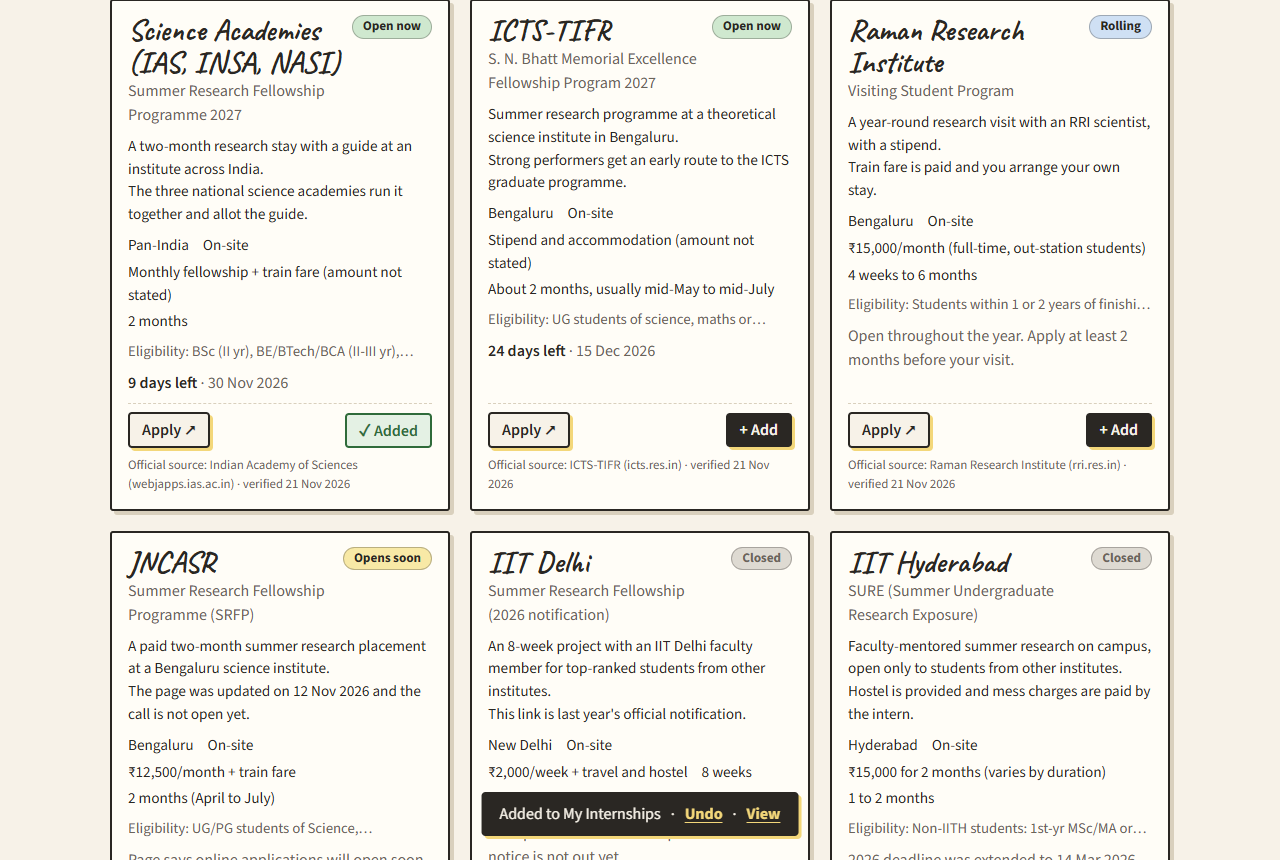 Science Academies
(IAS, INSA, NASI)
Open now
Summer Research Fellowship
Programme 2027
A two-month research stay with a guide at an
institute across India.
The three national science academies run it
together and allot the guide.
Pan-India On-site
Monthly fellowship + train fare (amount not
stated)
2 months
Eligibility: BSc (II yr), BE/BTech/BCA (II-III yr),…
9 days left · 30 Nov 2026
Apply ↗
✓ Added
Official source: Indian Academy of Sciences
(webjapps.ias.ac.in) · verified 21 Nov 2026
ICTS-TIFR
Open now
S. N. Bhatt Memorial Excellence
Fellowship Program 2027
Summer research programme at a theoretical
science institute in Bengaluru.
Strong performers get an early route to the ICTS
graduate programme.
Bengaluru On-site
Stipend and accommodation (amount not
stated)
About 2 months, usually mid-May to mid-July
Eligibility: UG students of science, maths or…
24 days left · 15 Dec 2026
Apply ↗
+ Add
Official source: ICTS-TIFR (icts.res.in) · verified 21 Nov
2026
Raman Research
Institute
Rolling
Visiting Student Program
A year-round research visit with an RRI scientist,
with a stipend.
Train fare is paid and you arrange your own
stay.
Bengaluru On-site
₹15,000/month (full-time, out-station students)
4 weeks to 6 months
Eligibility: Students within 1 or 2 years of finishi…
Open throughout the year. Apply at least 2
months before your visit.
Apply ↗
+ Add
Official source: Raman Research Institute (rri.res.in) ·
verified 21 Nov 2026
JNCASR
Opens soon
Summer Research Fellowship
Programme (SRFP)
A paid two-month summer research placement
at a Bengaluru science institute.
The page was updated on 12 Nov 2026 and the
call is not open yet.
Bengaluru On-site
₹12,500/month + train fare
2 months (April to July)
Eligibility: UG/PG students of Science,…
Page says online applications will open soon
IIT Delhi
Closed
Summer Research Fellowship
(2026 notification)
An 8-week project with an IIT Delhi faculty
member for top-ranked students from other
institutes.
This link is last year's official notification.
New Delhi On-site
₹2,000/week + travel and hostel 8 weeks
Added to My Internships · Undo · View
notice is not out yet.
IIT Hyderabad
Closed
SURE (Summer Undergraduate
Research Exposure)
Faculty-mentored summer research on campus,
open only to students from other institutes.
Hostel is provided and mess charges are paid by
the intern.
Hyderabad On-site
₹15,000 for 2 months (varies by duration)
1 to 2 months
Eligibility: Non-IITH students: 1st-yr MSc/MA or…
2026 deadline was extended to 14 Mar 2026